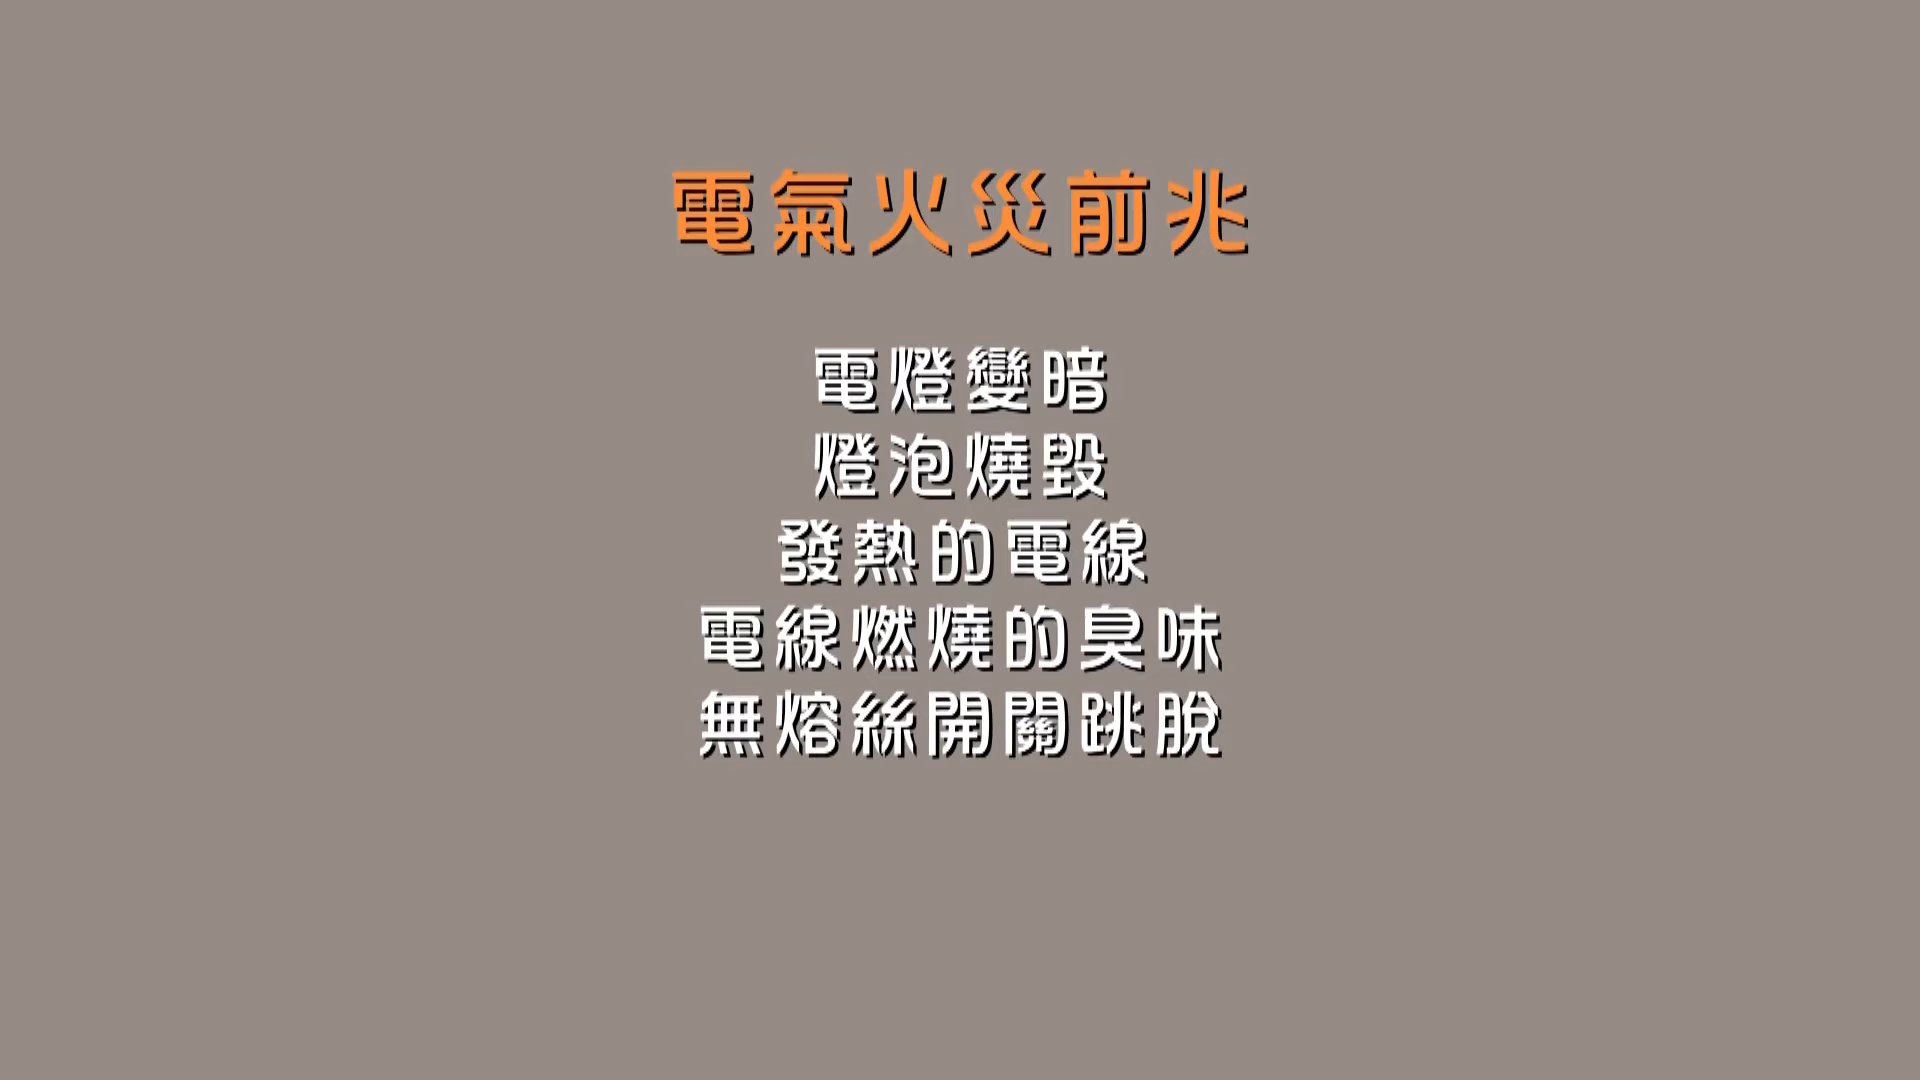 電氣火災前兆
電燈變暗
燈泡燒毀
發熱的電線
電線燃燒的臭味
無熔絲開關跳脫